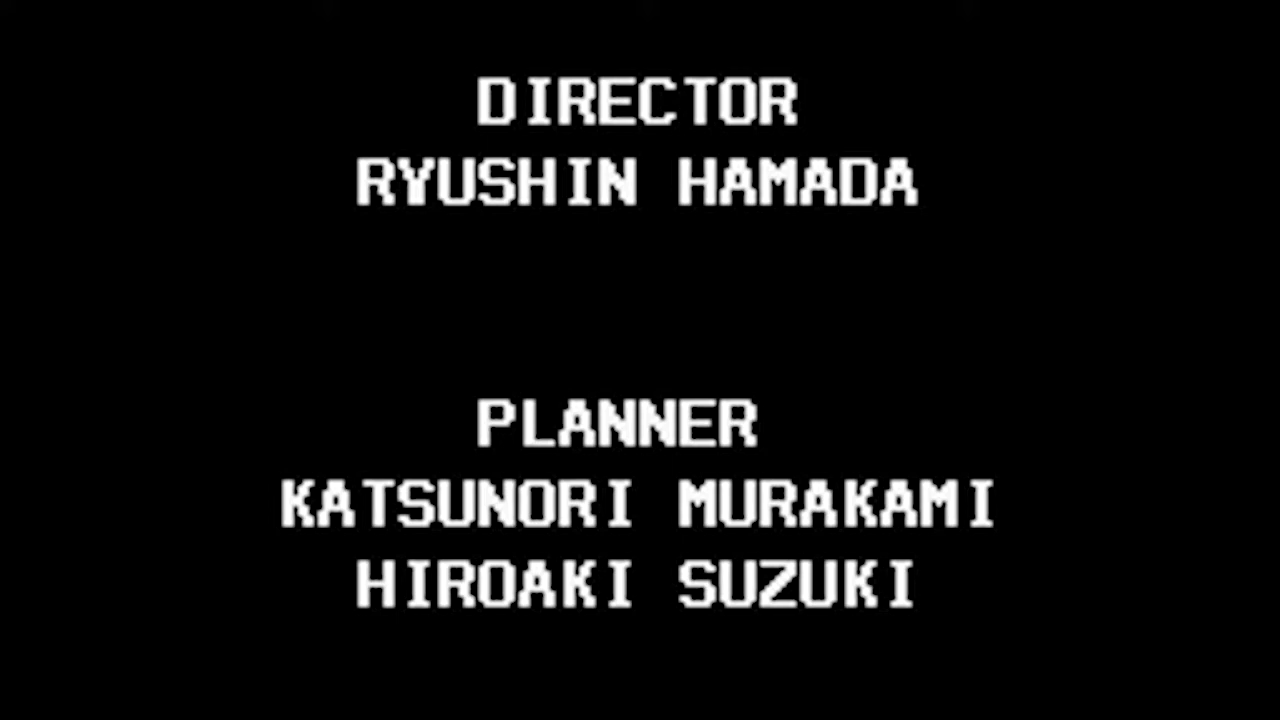 DIRECTOR
RYUSHIN HAMADA
PLANNER
KATSUNORI MURAKAMI
HIROAKI SUZUKI